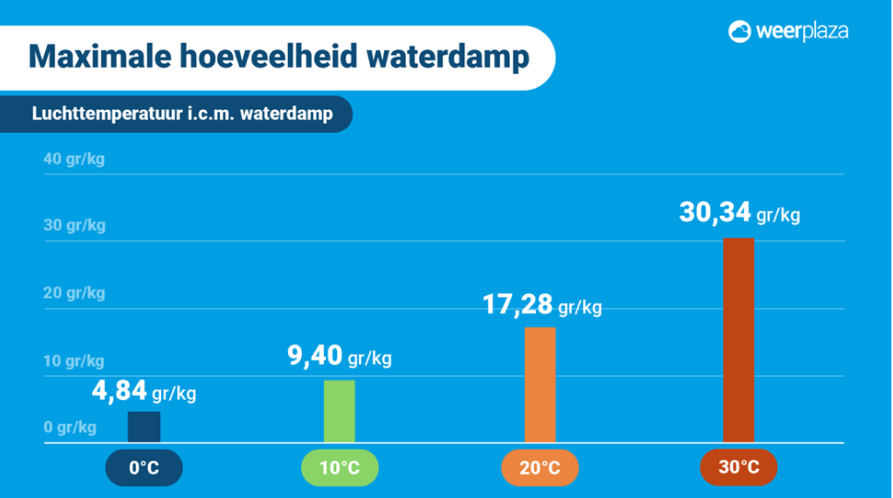 weerplaza
Maximale hoeveelheid waterdamp
Luchttemperatuur i.c.m. waterdamp
40 gr/kg
30 gr/kg
20 gr/kg
10 gr/kg
0 gr/kg
4,84 gr/kg
9,40 gr/kg
17,28 gr/kg
30,34 gr/kg
0°C
10°C
20°C
30°C